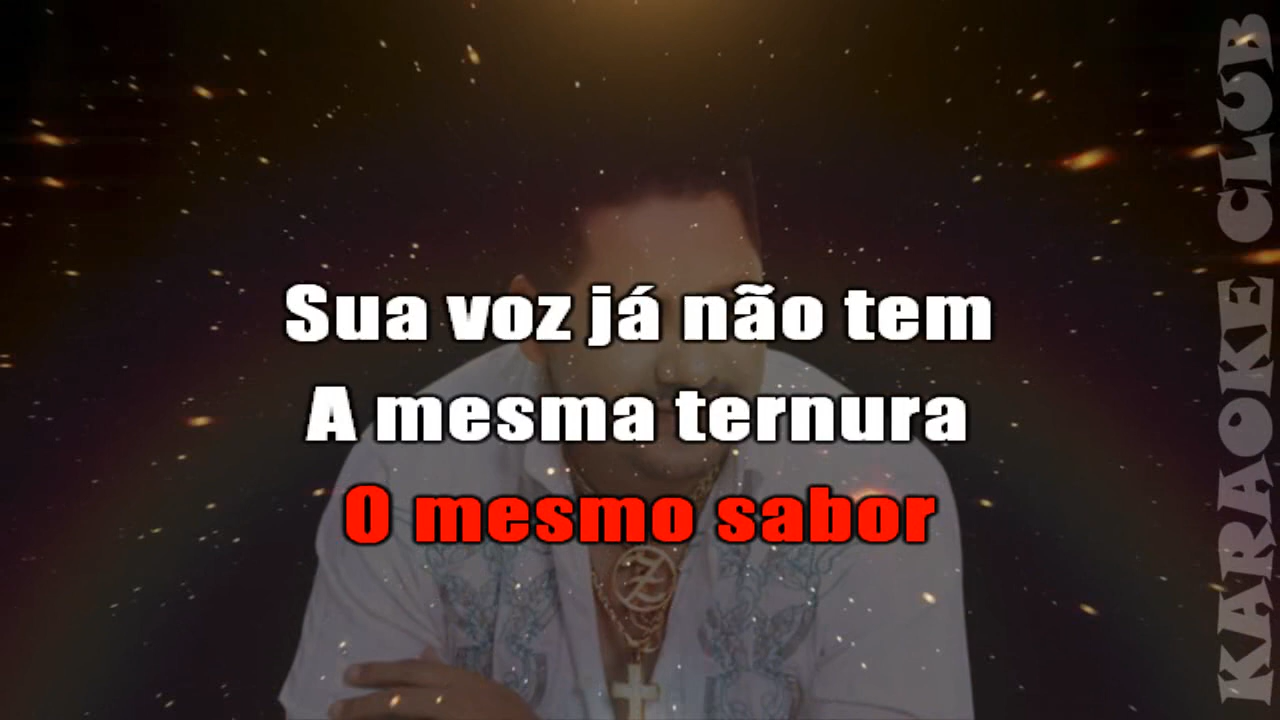 Sua voz já não tem
A mesma ternura
O mesmo sabor
KARAOKE CLUB
Z